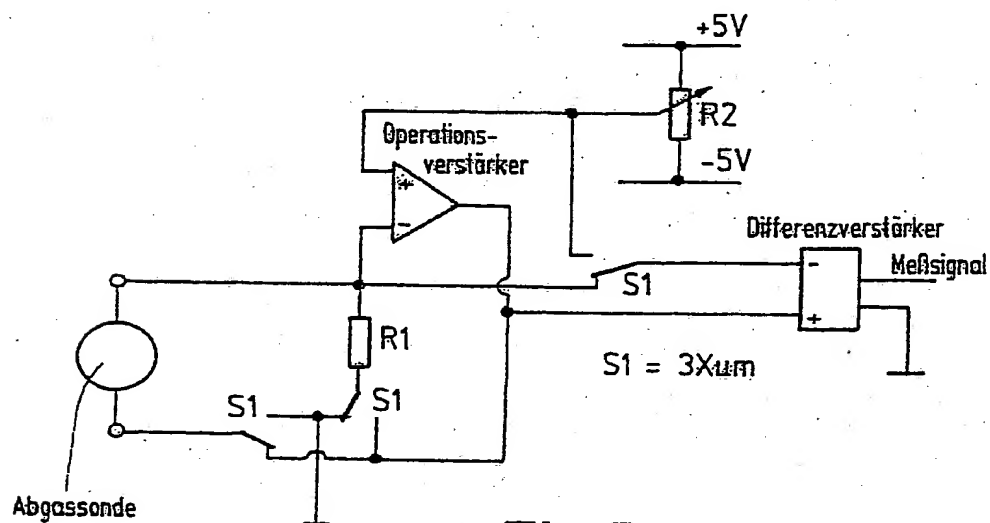 +5V
R2
-5V
Operations-
verstärker
+
-
Differenzverstärker
Meßsignal
-
+
S1
R1
S1 = 3Xum
S1
S1
Abgassonde